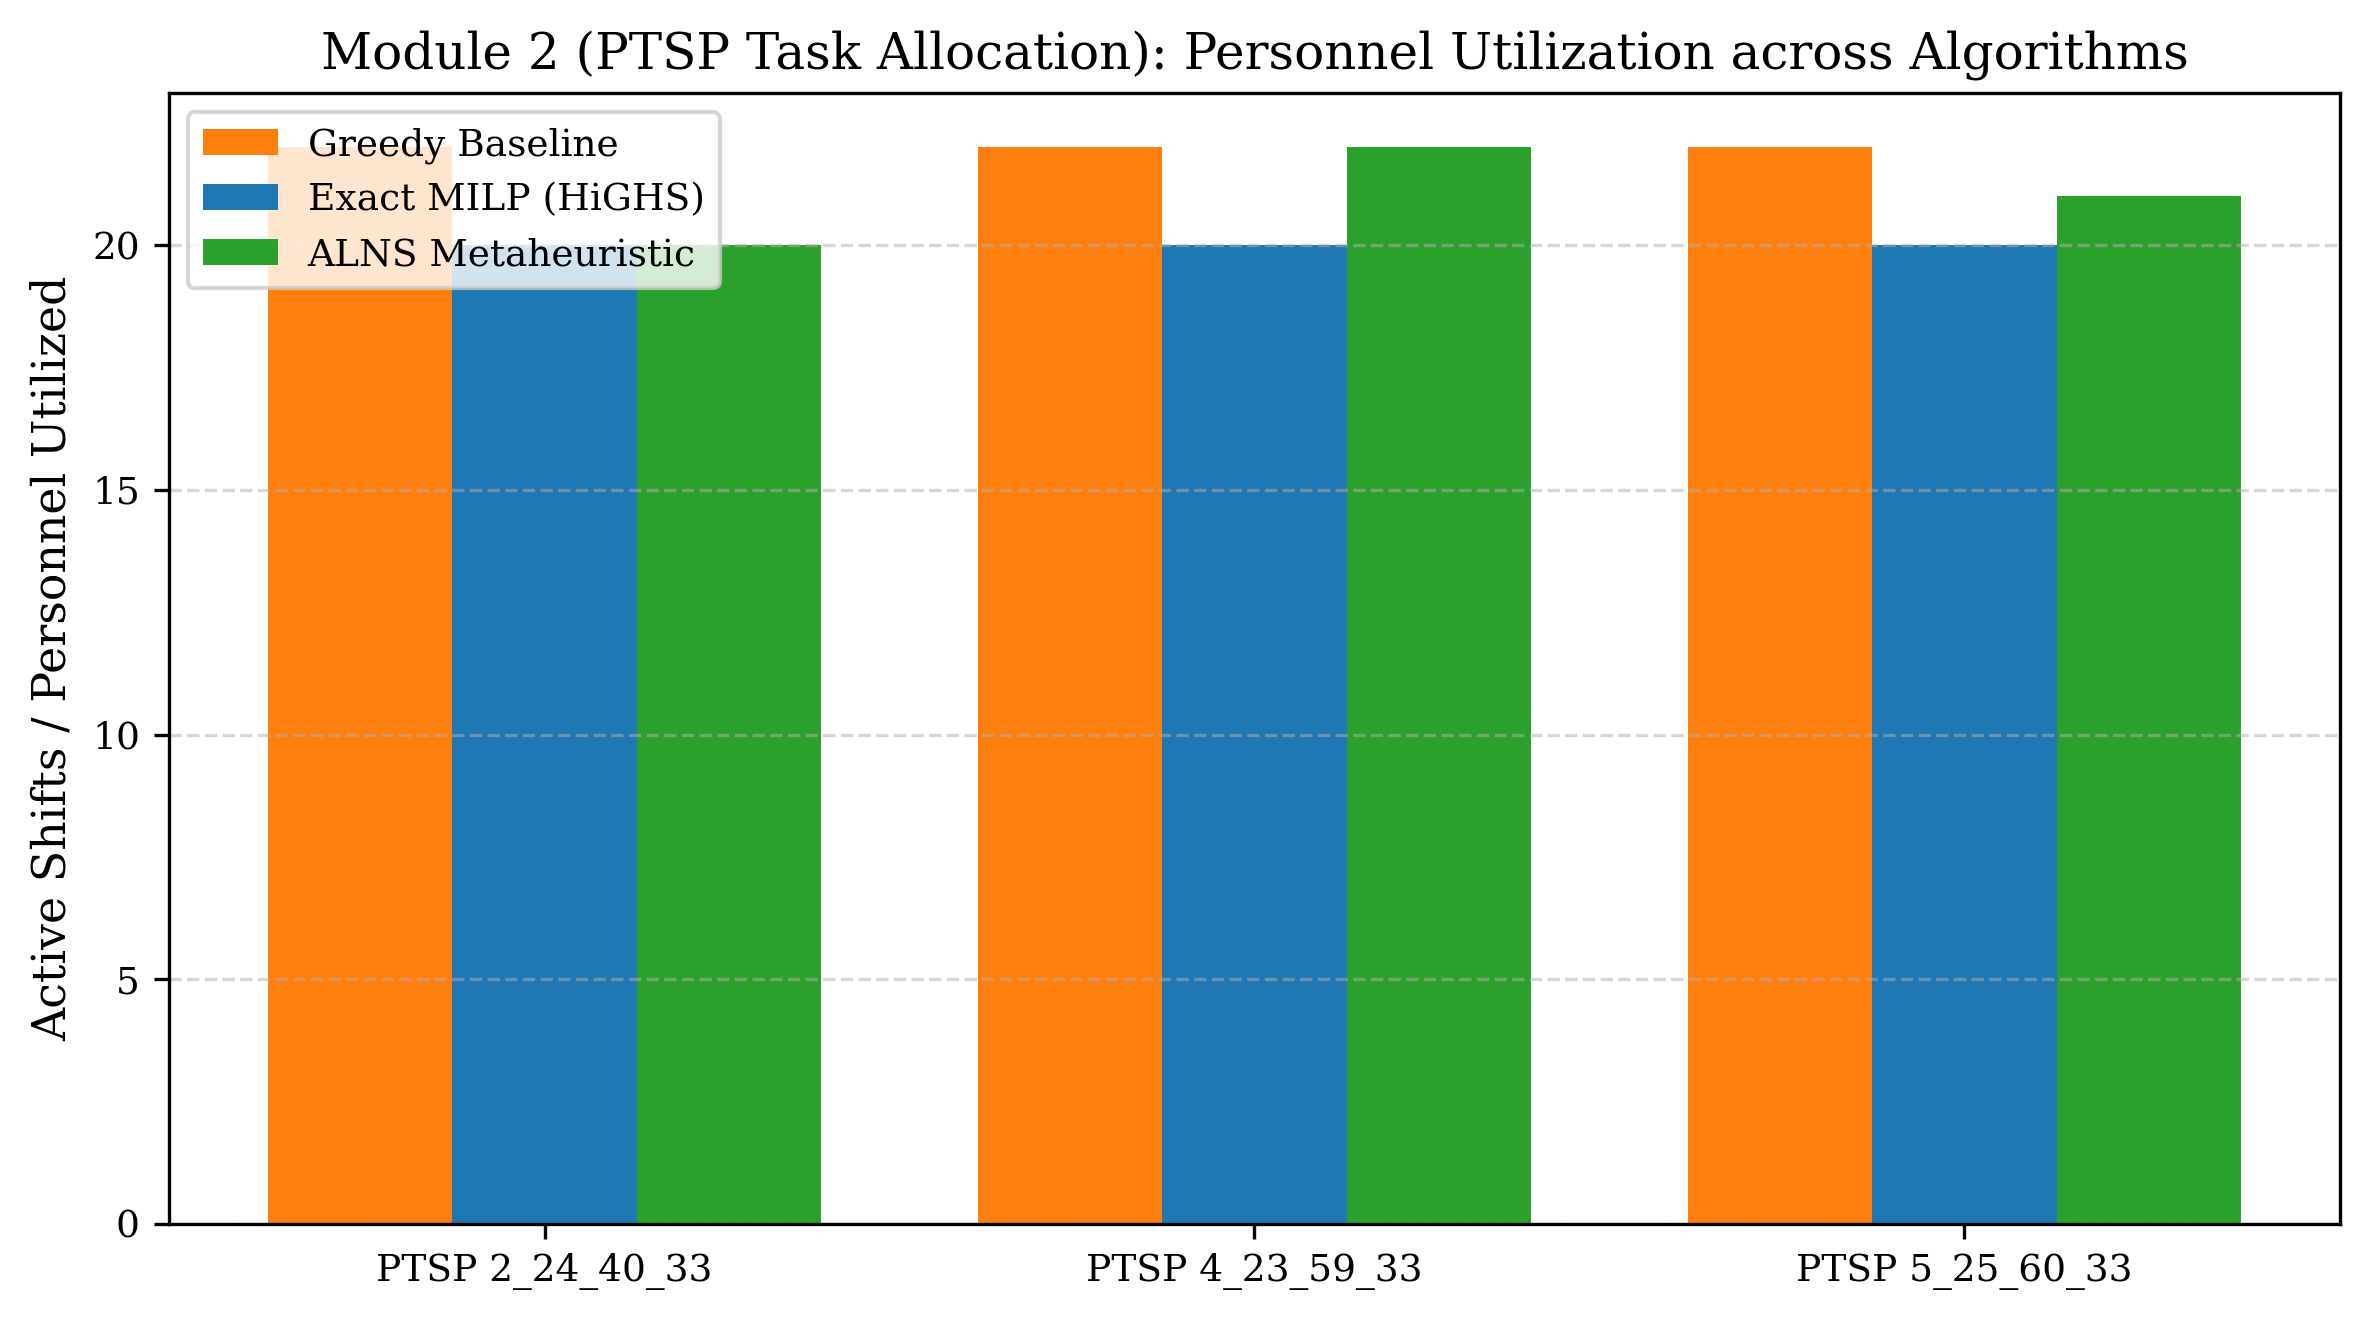 Module 2 (PTSP Task Allocation): Personnel Utilization across Algorithms
Greedy Baseline
Exact MILP (HiGHS)
ALNS Metaheuristic
Active Shifts / Personnel Utilized
20
15
10
5
0
PTSP 2_24_40_33
PTSP 4_23_59_33
PTSP 5_25_60_33